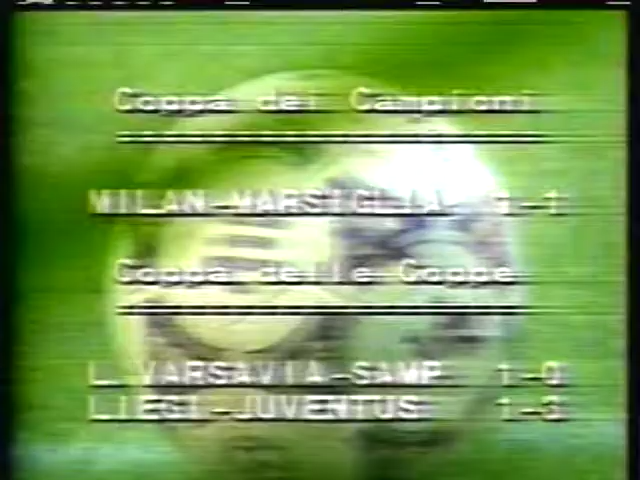 Coppa dei Campioni
MILAN-MARSIGLIA 1-1
Coppa delle Coppe
L.VARSAVIA-SAMP 1-0
LIEGI-JUVENTUS 1-3